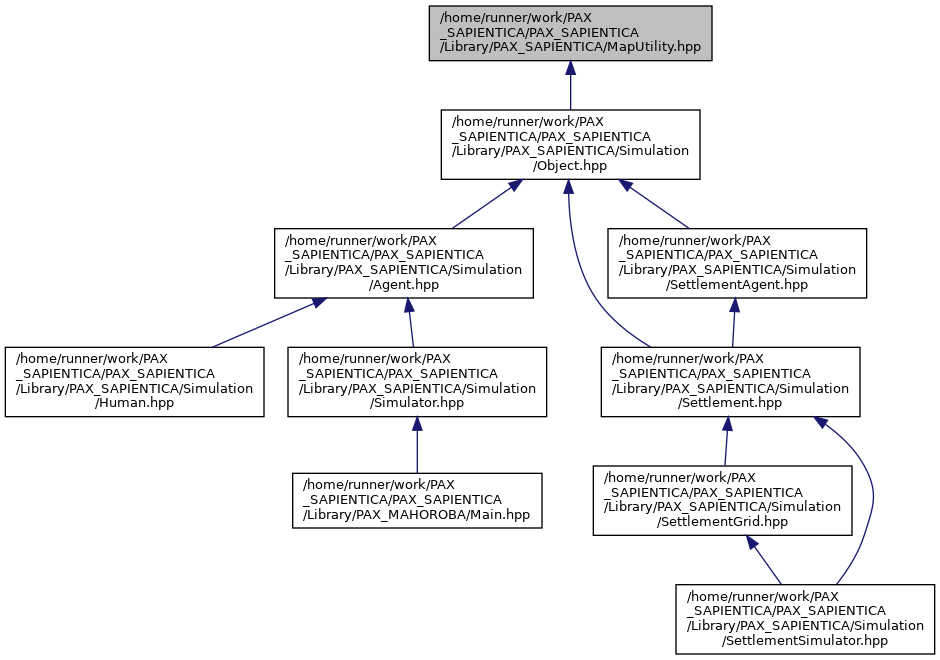 /home/runner/work/PAX
_SAPIENTICA/PAX_SAPIENTICA
/Library/PAX_SAPIENTICA/MapUtility.hpp
/home/runner/work/PAX
_SAPIENTICA/PAX_SAPIENTICA
/Library/PAX_SAPIENTICA/Simulation
/Object.hpp
/home/runner/work/PAX
_SAPIENTICA/PAX_SAPIENTICA
/Library/PAX_SAPIENTICA/Simulation
/Agent.hpp
/home/runner/work/PAX
_SAPIENTICA/PAX_SAPIENTICA
/Library/PAX_SAPIENTICA/Simulation
/SettlementAgent.hpp
/home/runner/work/PAX
_SAPIENTICA/PAX_SAPIENTICA
/Library/PAX_SAPIENTICA/Simulation
/Human.hpp
/home/runner/work/PAX
_SAPIENTICA/PAX_SAPIENTICA
/Library/PAX_SAPIENTICA/Simulation
/Simulator.hpp
/home/runner/work/PAX
_SAPIENTICA/PAX_SAPIENTICA
/Library/PAX_SAPIENTICA/Simulation
/Settlement.hpp
/home/runner/work/PAX
_SAPIENTICA/PAX_SAPIENTICA
/Library/PAX_MAHOROBA/Main.hpp
/home/runner/work/PAX
_SAPIENTICA/PAX_SAPIENTICA
/Library/PAX_SAPIENTICA/Simulation
/SettlementGrid.hpp
/home/runner/work/PAX
_SAPIENTICA/PAX_SAPIENTICA
/Library/PAX_SAPIENTICA/Simulation
/SettlementSimulator.hpp